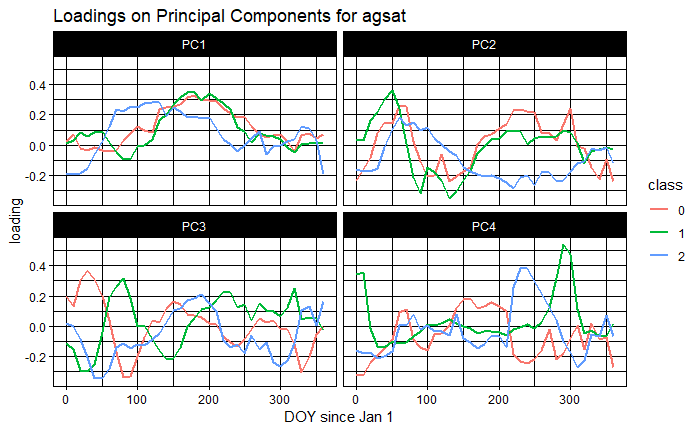 Loadings on Principal Components for agsat
PC1
PC2
0.4
0.2
0.0
-0.2
PC3
PC4
0.4
0.2
0.0
-0.2
0
100
200
300
0
100
200
300
DOY since Jan 1
loading
class
0
1
2